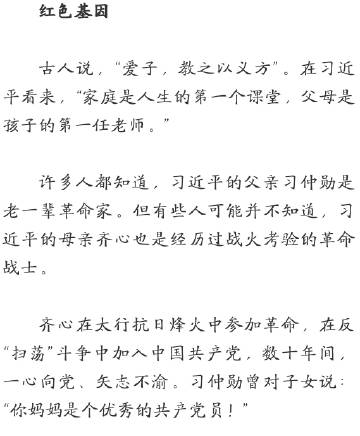 红色基因
古人说，“爱子，教之以义方”。在习近
平看来，“家庭是人生的第一个课堂，父母是
孩子的第一任老师。”
许多人都知道，习近平的父亲习仲勋是
老一辈革命家。但有些人可能并不知道，习
近平的母亲齐心也是经历过战火考验的革命
战士。
齐心在太行抗日烽火中参加革命，在反
“扫荡”斗争中加入中国共产党，数十年间，
一心向党、矢志不渝。习仲勋曾对子女说：
“你妈妈是个优秀的共产党员！”